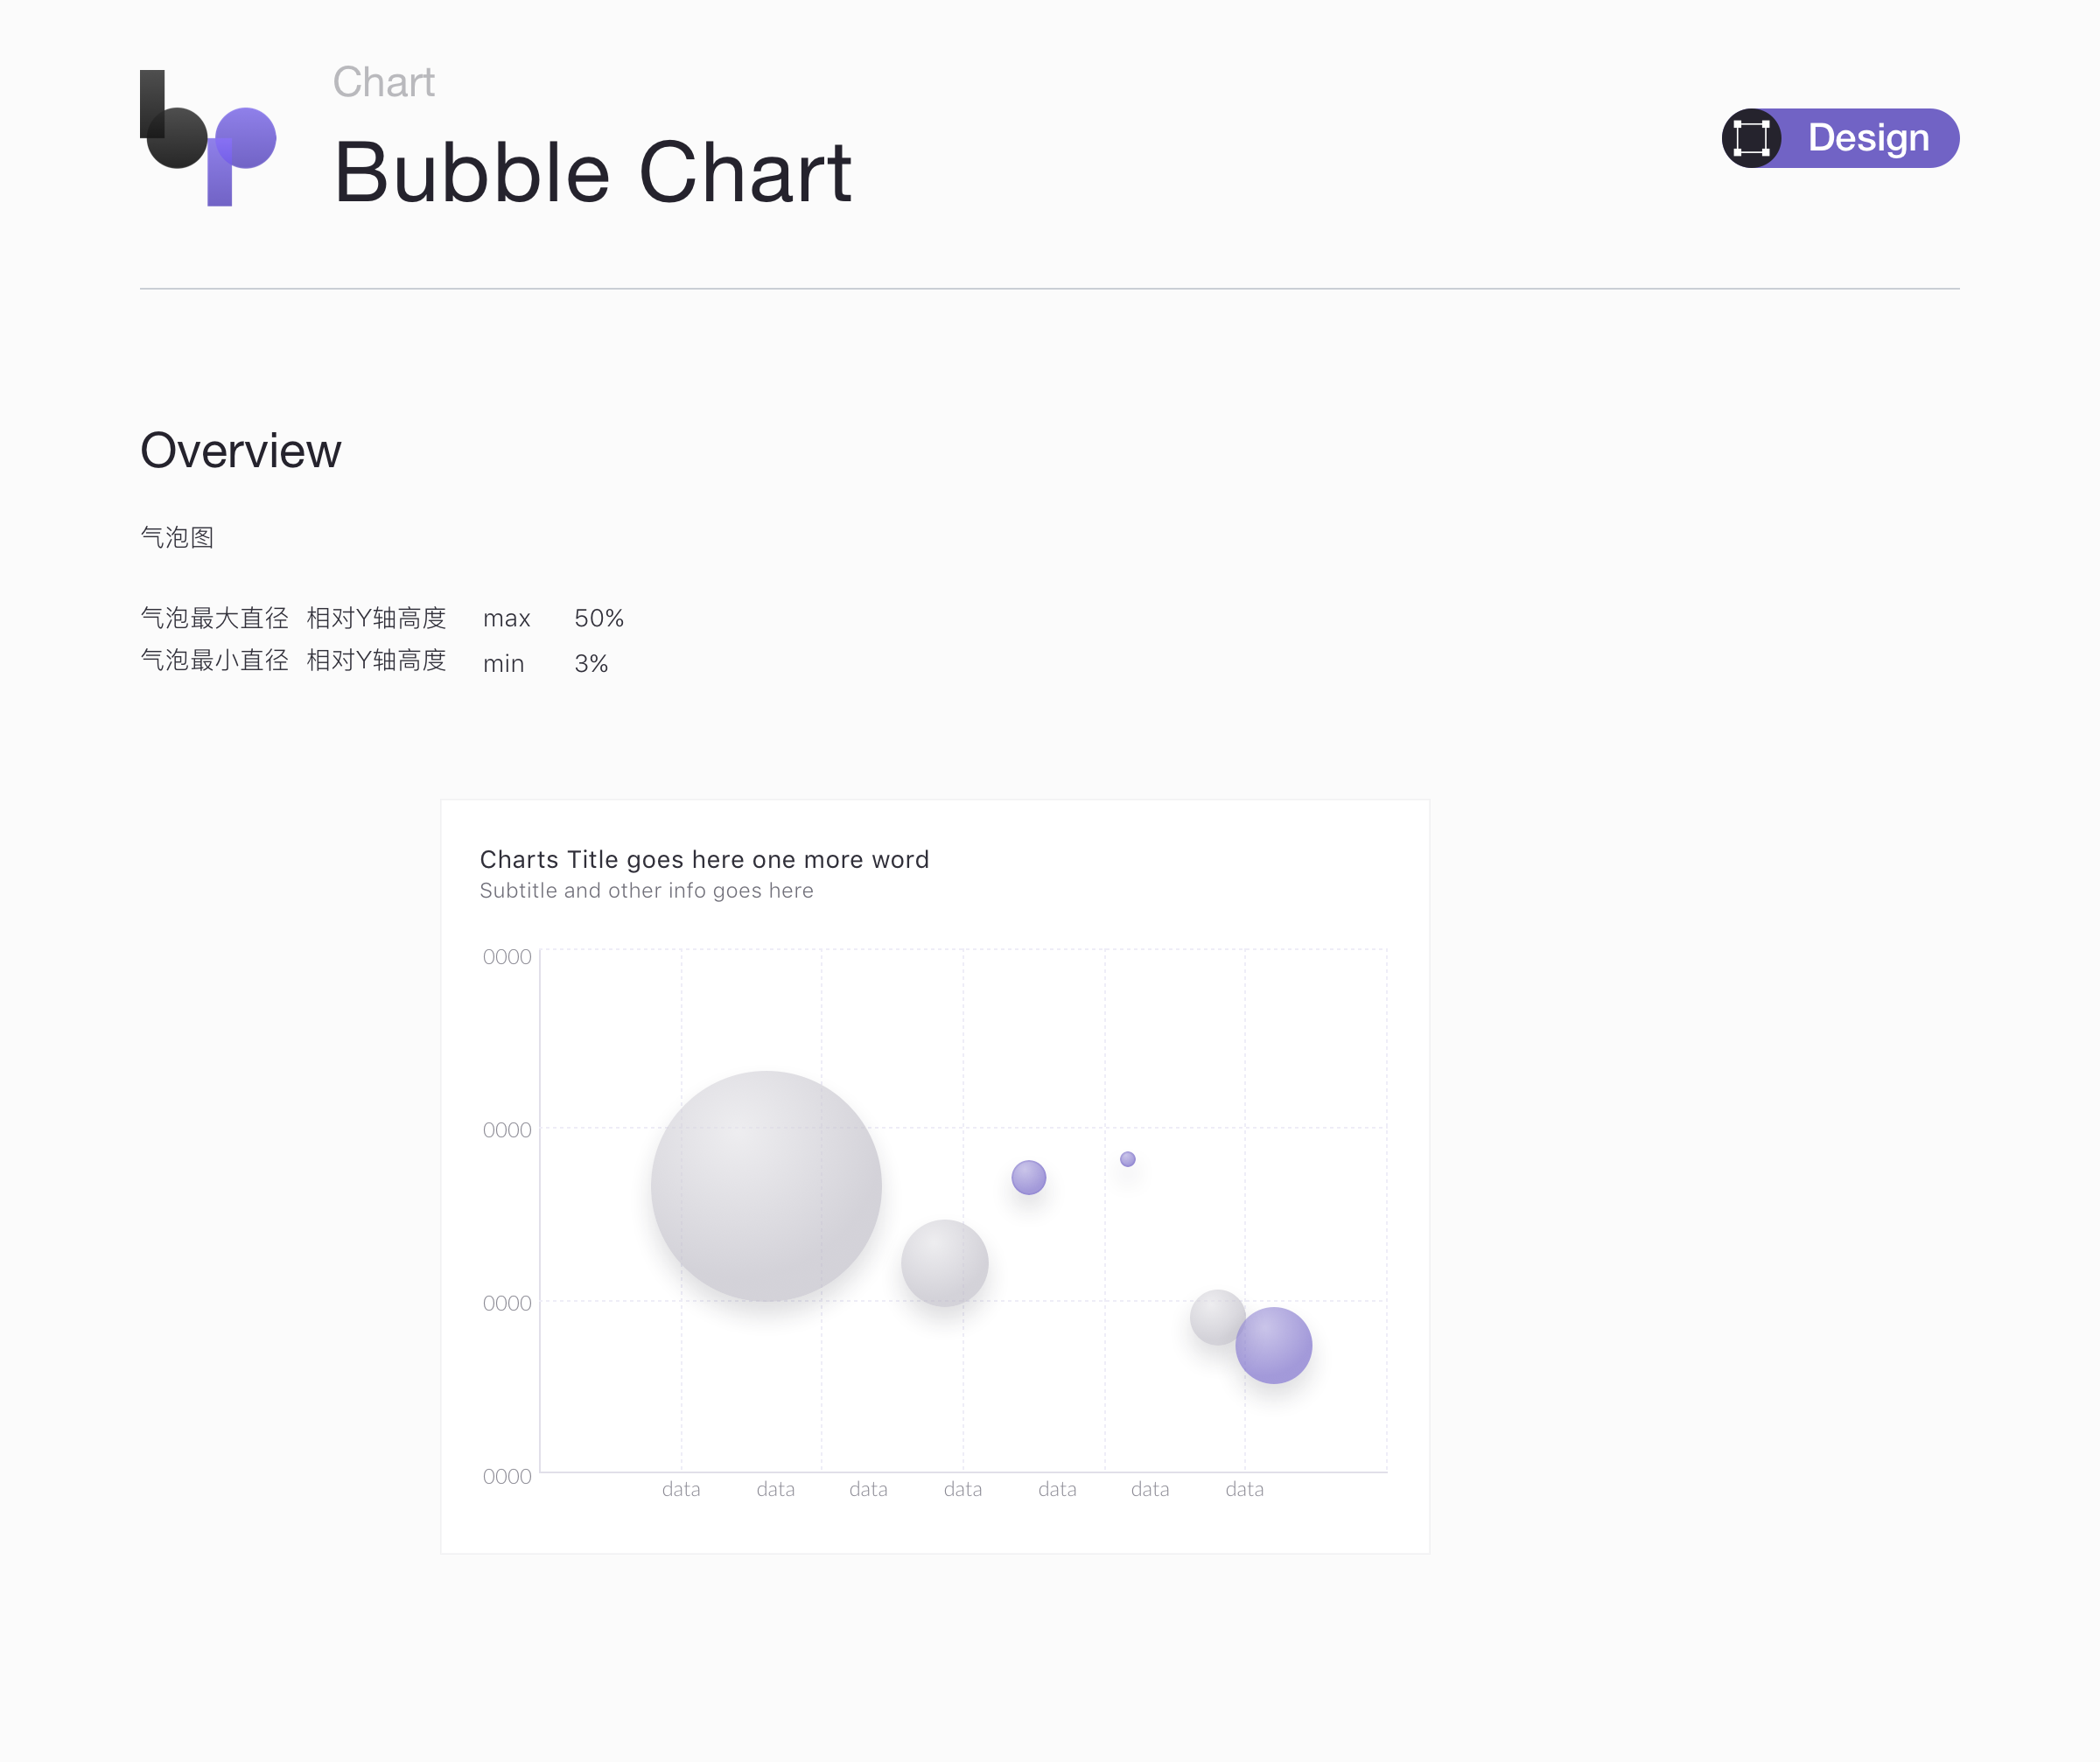 bp
Chart
Bubble Chart
Design
Overview
气泡图
气泡最大直径 相对Y轴高度 max 50%
气泡最小直径 相对Y轴高度 min 3%
Charts Title goes here one more word
Subtitle and other info goes here
0000
0000
0000
0000
data data data data data data data